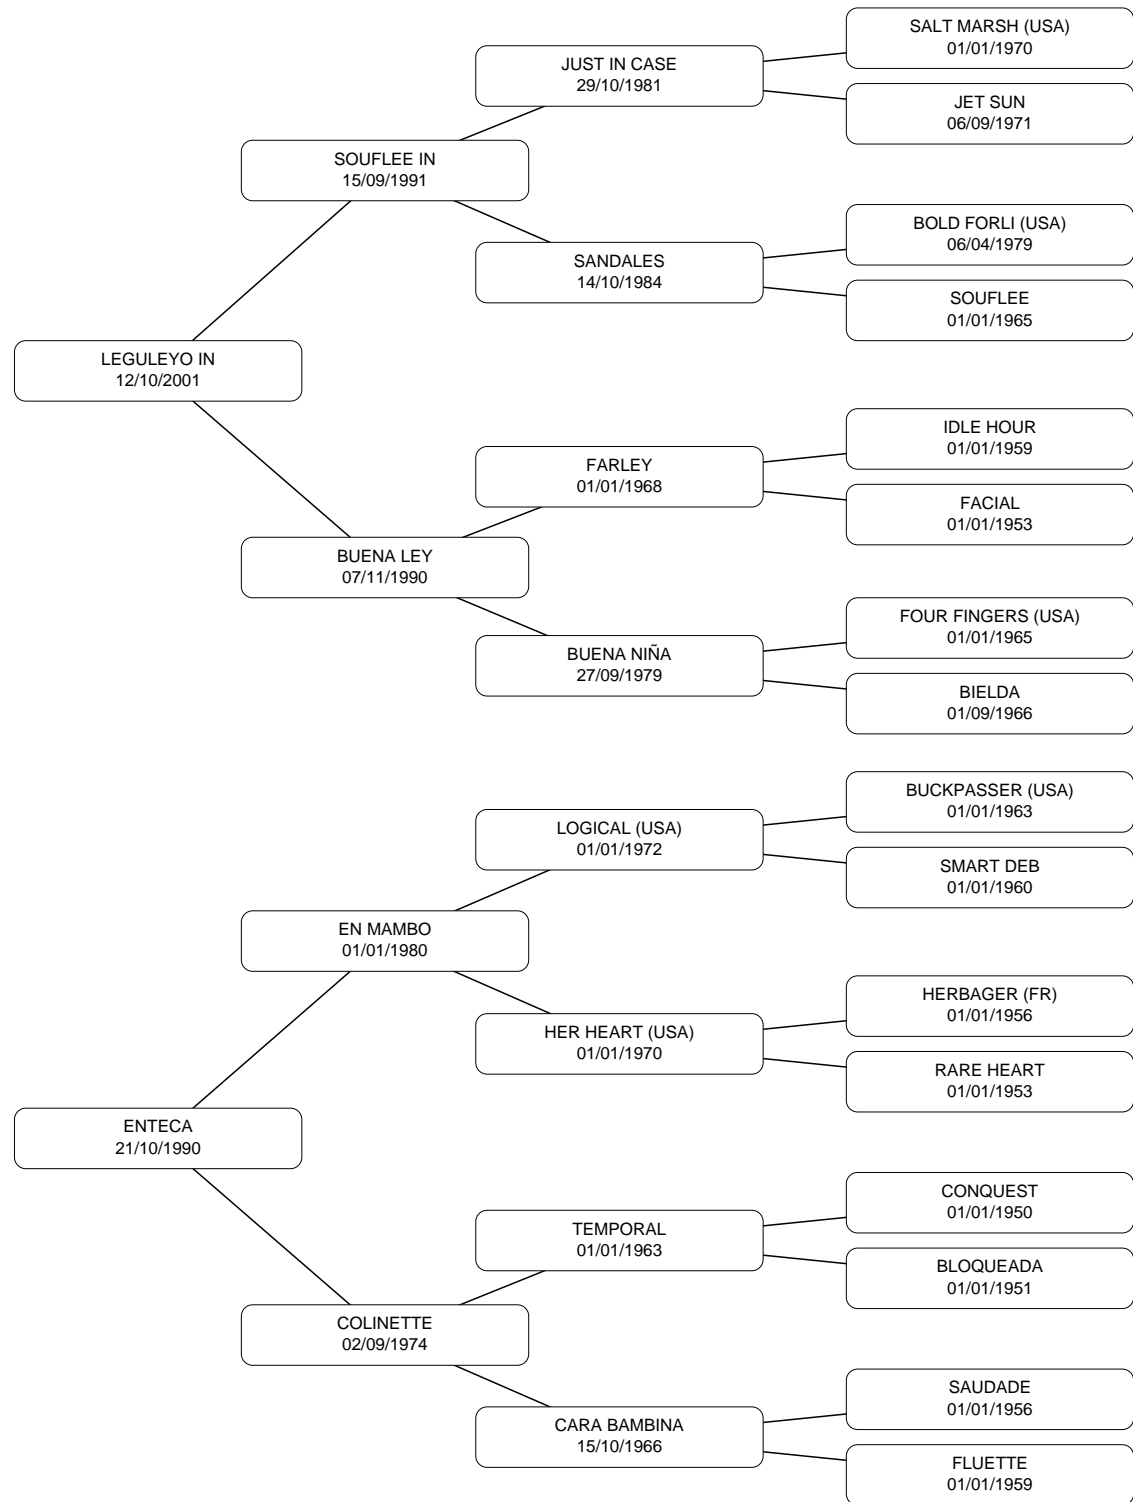 SALT MARSH (USA)
01/01/1970
JUST IN CASE
29/10/1981
JET SUN
06/09/1971
SOUFLEE IN
15/09/1991
BOLD FORLI (USA)
06/04/1979
SANDALES
14/10/1984
SOUFLEE
01/01/1965
LEGULEYO IN
12/10/2001
IDLE HOUR
01/01/1959
FARLEY
01/01/1968
FACIAL
01/01/1953
BUENA LEY
07/11/1990
FOUR FINGERS (USA)
01/01/1965
BUENA NIÑA
27/09/1979
BIELDA
01/09/1966
BUCKPASSER (USA)
01/01/1963
LOGICAL (USA)
01/01/1972
SMART DEB
01/01/1960
EN MAMBO
01/01/1980
HERBAGER (FR)
01/01/1956
HER HEART (USA)
01/01/1970
RARE HEART
01/01/1953
ENTECA
21/10/1990
CONQUEST
01/01/1950
TEMPORAL
01/01/1963
BLOQUEADA
01/01/1951
COLINETTE
02/09/1974
SAUDADE
01/01/1956
CARA BAMBINA
15/10/1966
FLUETTE
01/01/1959